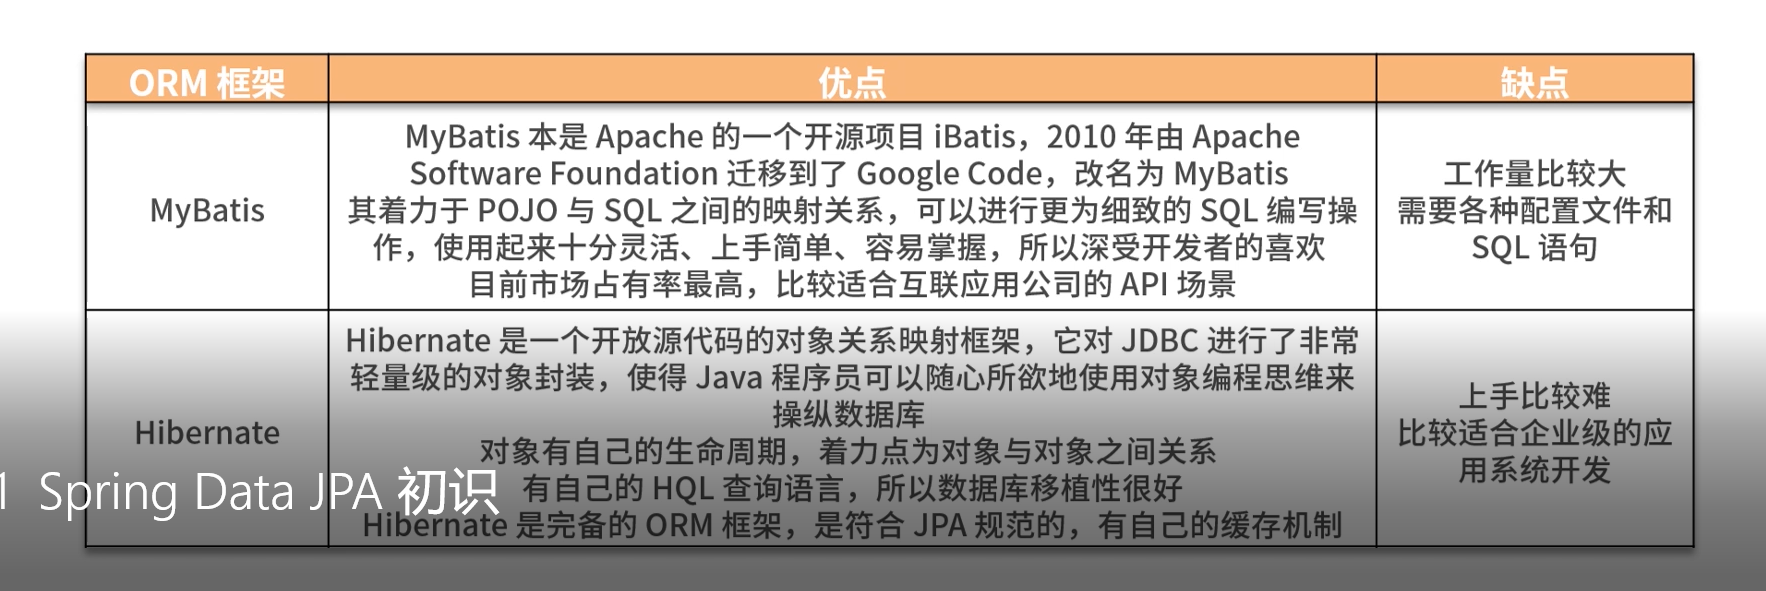 ORM 框架
优点
缺点
MyBatis
MyBatis 本是 Apache 的一个开源项目 iBatis，2010 年由 Apache
Software Foundation 迁移到了 Google Code，改名为 MyBatis
其着力于 POJO 与 SQL 之间的映射关系，可以进行更为细致的 SQL 编写操
作，使用起来十分灵活、上手简单、容易掌握，所以深受开发者的喜欢
目前市场占有率最高，比较适合互联应用公司的 API 场景
工作量比较大
需要各种配置文件和
SQL 语句
Hibernate
Hibernate 是一个开放源代码的对象关系映射框架，它对 JDBC 进行了非常
轻量级的对象封装，使得 Java 程序员可以随心所欲地使用对象编程思维来
操纵数据库
对象有自己的生命周期，着力点为对象与对象之间关系
有自己的 HQL 查询语言，所以数据库移植性很好
Hibernate 是完备的 ORM 框架，是符合 JPA 规范的，有自己的缓存机制
上手比较难
比较适合企业级的应
用系统开发
1 Spring Data JPA 初识